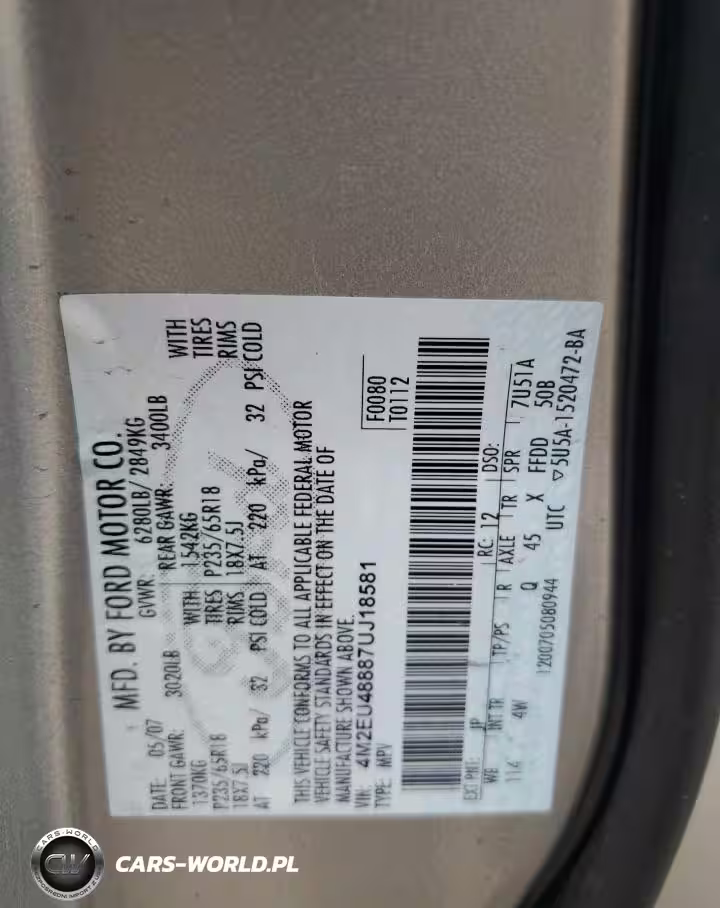 MFD. BY FORD MOTOR CO.
DATE: 05/07 GVWR: 6280LB/ 2849KG
FRONT GAWR: 3020LB REAR GAWR: 3400LB
1370KG WITH 1542KG WITH
P235/65R18 TIRES P235/65R18 TIRES
18X7.5J RIMS 18X7.5J RIMS
AT 220 kPa/ 32 PSI COLD AT 220 kPa/ 32 PSI COLD
THIS VEHICLE CONFORMS TO ALL APPLICABLE FEDERAL MOTOR
VEHICLE SAFETY STANDARDS IN EFFECT ON THE DATE OF
MANUFACTURE SHOWN ABOVE.
VIN: 4M2EU48887UJ18581 F0080
TYPE: MPV T0112
EXT PNT: JP RC: 12 DSO:
WB INT TR TP/PS R AXLE TR SPR 7U51A
114 4W Q 45 X FFDD 50B
1200705080944 UTC ▽5U5A-1520472-BA
CARS-WORLD
CW
CARS-WORLD.PL